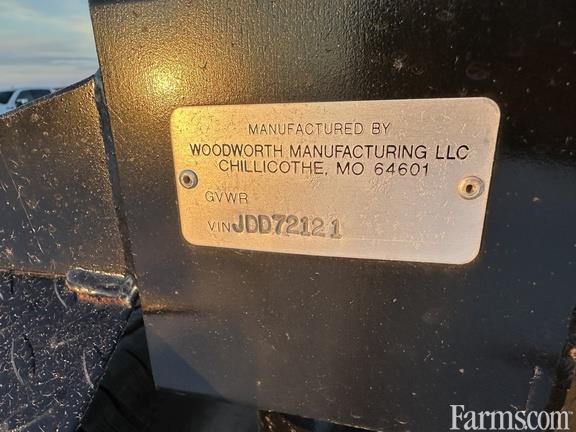 MANUFACTURED BY
WOODWORTH MANUFACTURING LLC
CHILLICOTHE, MO 64601
GVWR
VIN JDD72121
Farms.com